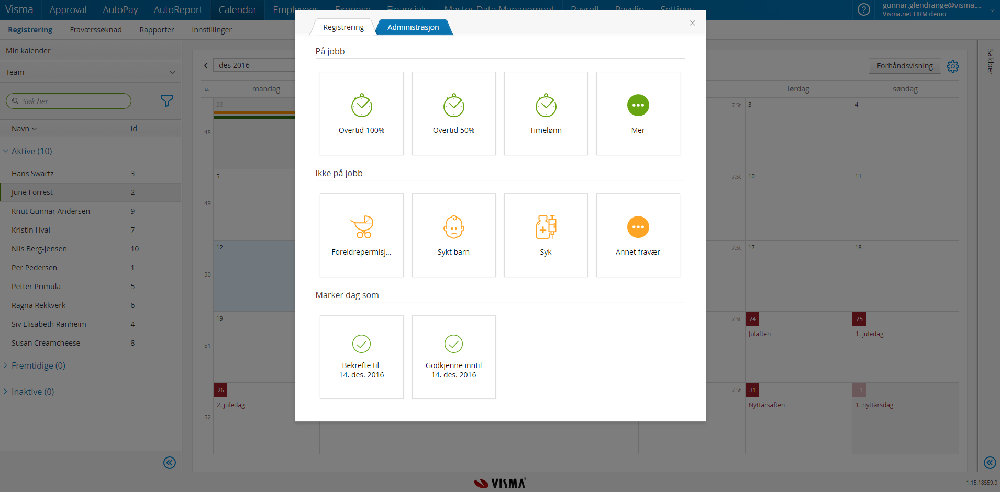 Visma
Approval
AutoPay
AutoReport
Calendar
Employees
Expense
Financials
Master Data Management
Payroll
Payslip
Settings
gunnar.glendrange@visma....
Visma.net HRM demo
Registrering
Fraværssøknad
Rapporter
Innstillinger
Min kalender
Team
Søk her
Navn
Id
Aktive (10)
Hans Swartz 3
June Forrest 2
Knut Gunnar Andersen 9
Kristin Hval 7
Nils Berg-Jensen 10
Per Pedersen 1
Petter Primula 5
Ragna Rekkverk 6
Siv Elisabeth Ranheim 4
Susan Creamcheese 8
Fremtidige (0)
Inaktive (0)
des 2016
Forhåndsvisning
u. mandag lørdag søndag
28 7.5t 3 4
48
5 7.5t 10 11
49
12 7.5t 17 18
50
19 7.5t 24 25
Julaften 1. juledag
51
26 7.5t 31 1
2. juledag Nyttårsaften 1. nyttårsdag
52
Registrering
Administrasjon
På jobb
Overtid 100%
Overtid 50%
Timelønn
Mer
Ikke på jobb
Foreldrepermisj...
Sykt barn
Syk
Annet fravær
Marker dag som
Bekrefte til
14. des. 2016
Godkjenne inntil
14. des. 2016
Saldoer
VISMA
1.15.18559.0